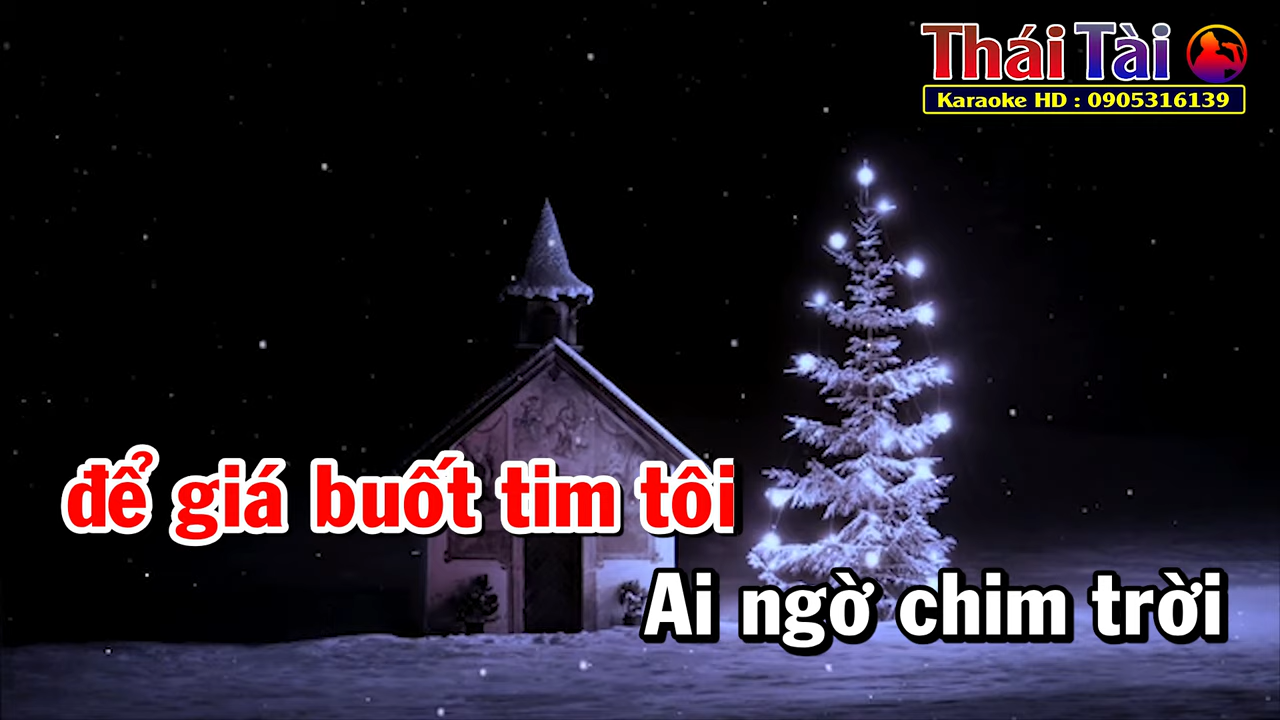 Thái Tài
Karaoke HD : 0905316139
để giá buốt tim tôi
Ai ngờ chim trời